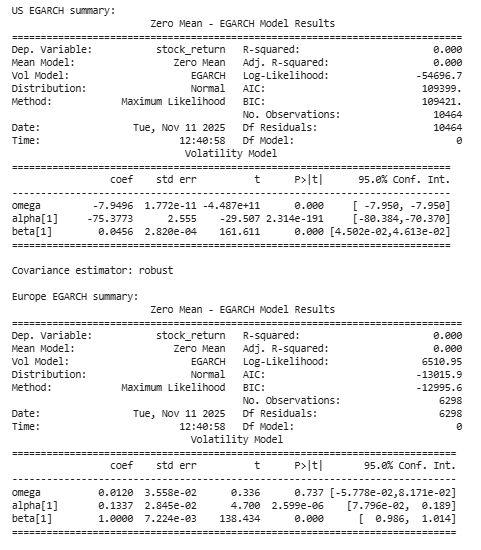 US EGARCH summary:
Zero Mean - EGARCH Model Results
==============================================================================
Dep. Variable: stock_return R-squared: 0.000
Mean Model: Zero Mean Adj. R-squared: 0.000
Vol Model: EGARCH Log-Likelihood: -54696.7
Distribution: Normal AIC: 109399.
Method: Maximum Likelihood BIC: 109421.
No. Observations: 10464
Date: Tue, Nov 11 2025 Df Residuals: 10464
Time: 12:40:58 Df Model: 0
Volatility Model
============================================================================
coef std err t P>|t| 95.0% Conf. Int.
----------------------------------------------------------------------------
omega -7.9496 1.772e-11 -4.487e+11 0.000 [ -7.950, -7.950]
alpha[1] -75.3773 2.555 -29.507 2.314e-191 [-80.384,-70.370]
beta[1] 0.0456 2.820e-04 161.611 0.000 [4.502e-02,4.613e-02]
============================================================================
Covariance estimator: robust
Europe EGARCH summary:
Zero Mean - EGARCH Model Results
==============================================================================
Dep. Variable: stock_return R-squared: 0.000
Mean Model: Zero Mean Adj. R-squared: 0.000
Vol Model: EGARCH Log-Likelihood: 6510.95
Distribution: Normal AIC: -13015.9
Method: Maximum Likelihood BIC: -12995.6
No. Observations: 6298
Date: Tue, Nov 11 2025 Df Residuals: 6298
Time: 12:40:58 Df Model: 0
Volatility Model
=============================================================================
coef std err t P>|t| 95.0% Conf. Int.
-----------------------------------------------------------------------------
omega 0.0120 3.558e-02 0.336 0.737 [-5.778e-02,8.171e-02]
alpha[1] 0.1337 2.845e-02 4.700 2.599e-06 [7.796e-02, 0.189]
beta[1] 1.0000 7.224e-03 138.434 0.000 [ 0.986, 1.014]
=============================================================================